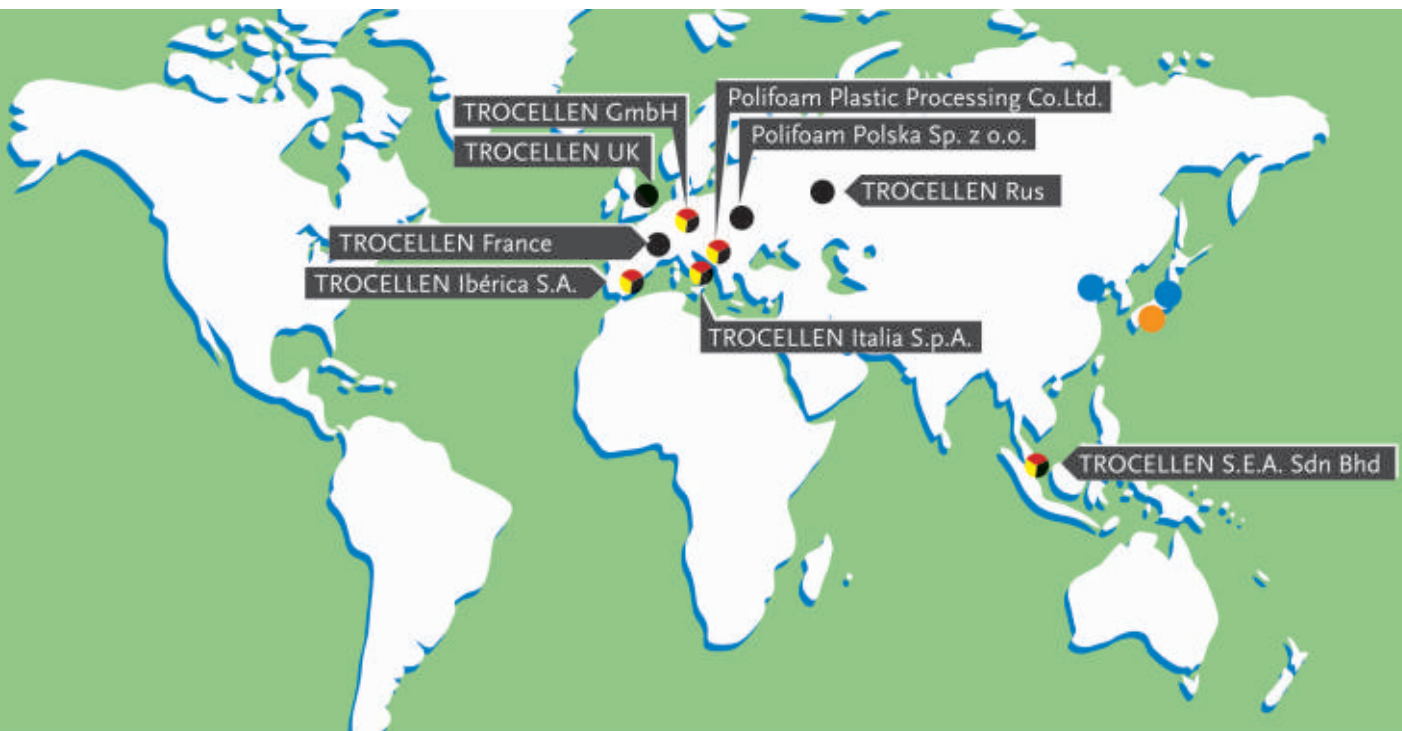 TROCELLEN GmbH
Polifoam Plastic Processing Co.Ltd.
TROCELLEN UK
Polifoam Polska Sp. z o.o.
TROCELLEN Rus
TROCELLEN France
TROCELLEN Ibérica S.A.
TROCELLEN Italia S.p.A.
TROCELLEN S.E.A. Sdn Bhd